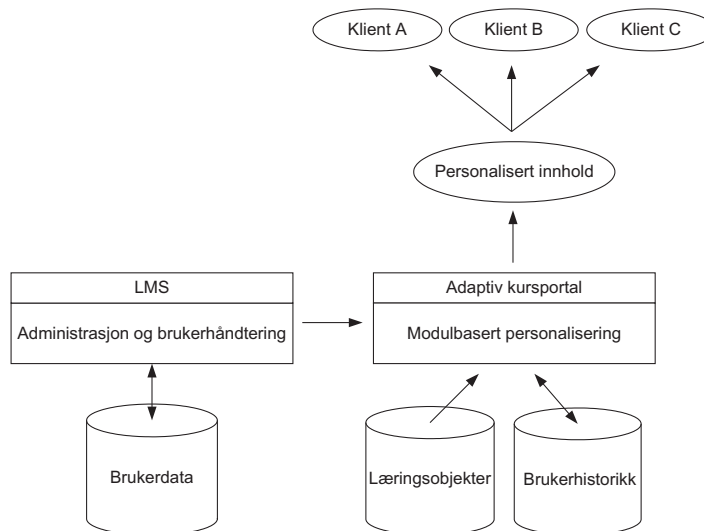 Klient A
Klient B
Klient C
Personalisert innhold
LMS
Administrasjon og brukerhåndtering
Adaptiv kursportal
Modulbasert personalisering
Brukerdata
Læringsobjekter
Brukerhistorikk